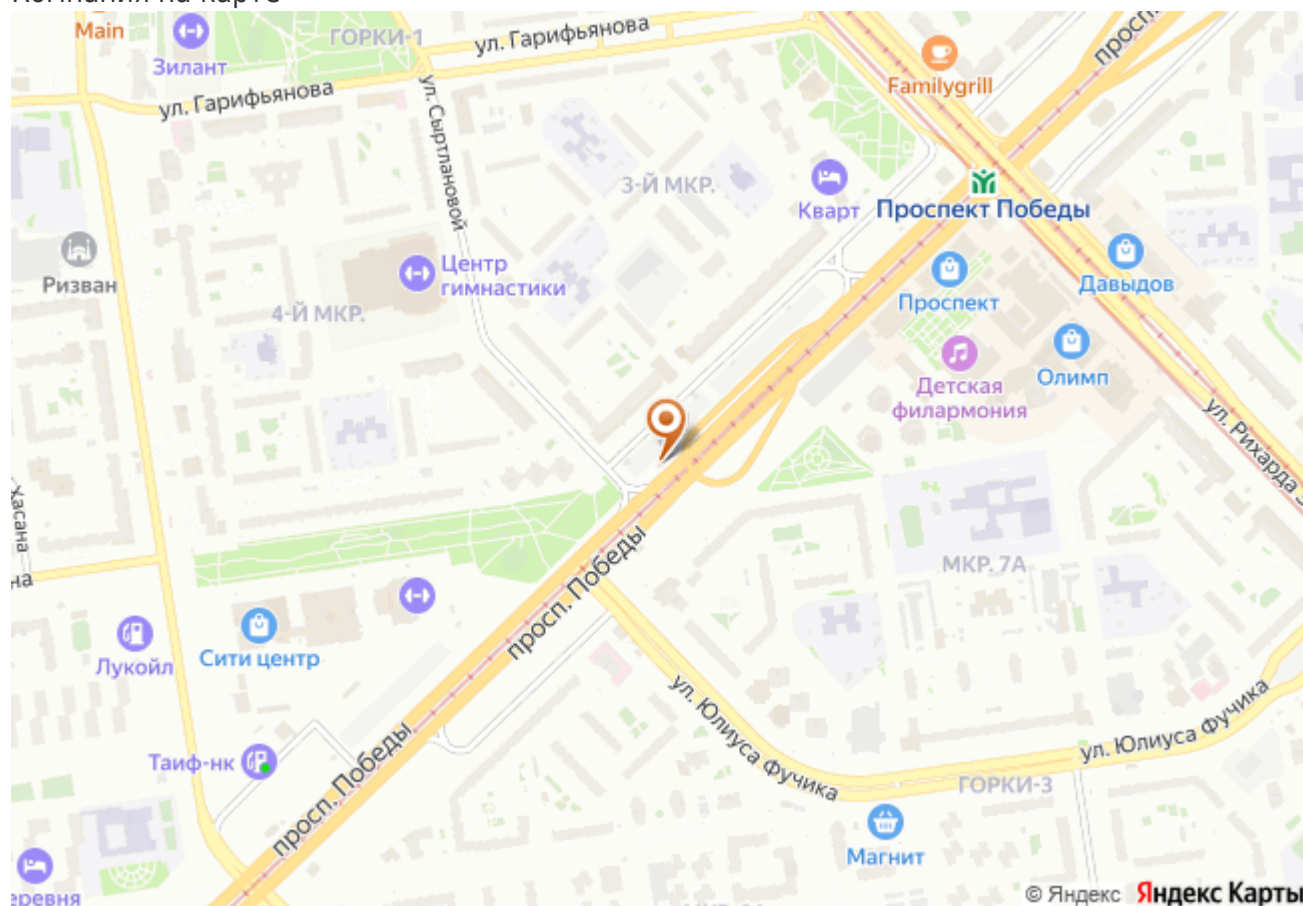 Main
Зилант
ГОРКИ-1
ул. Гарифьянова
ул. Гарифьянова
ул. Сыртлановой
Familygrill
3-Й МКР.
Кварт
Проспект Победы
Ризван
Центр
гимнастики
4-Й МКР.
Проспект
Давыдов
Детская
филармония
Олимп
ул. Рихарда
Хасана
МКР. 7А
просп. Победы
Лукойл
Сити центр
ул. Юлиуса Фучика
ул. Юлиуса Фучика
Таиф-нк
просп. Победы
ГОРКИ-3
Магнит
© Яндекс Яндекс Карты